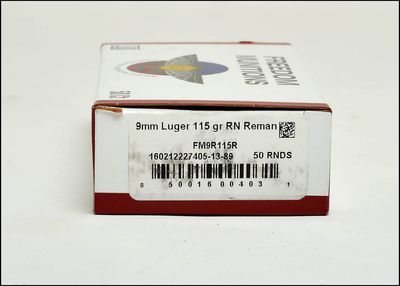 FREEDOM
MUNITIONS
9mm Luger 115 gr RN Reman
FM9R115R
160212227405-13-89 50 RNDS
8 50016 00403 1